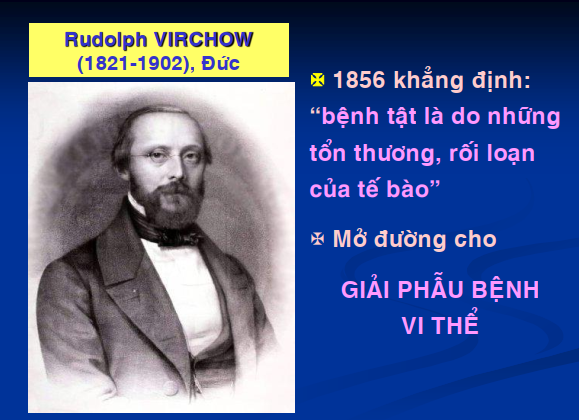 Rudolph VIRCHOW
(1821-1902), Đức
1856 khẳng định:
“bệnh tật là do những
tổn thương, rối loạn
của tế bào”
Mở đường cho
GIẢI PHẪU BỆNH
VI THỂ